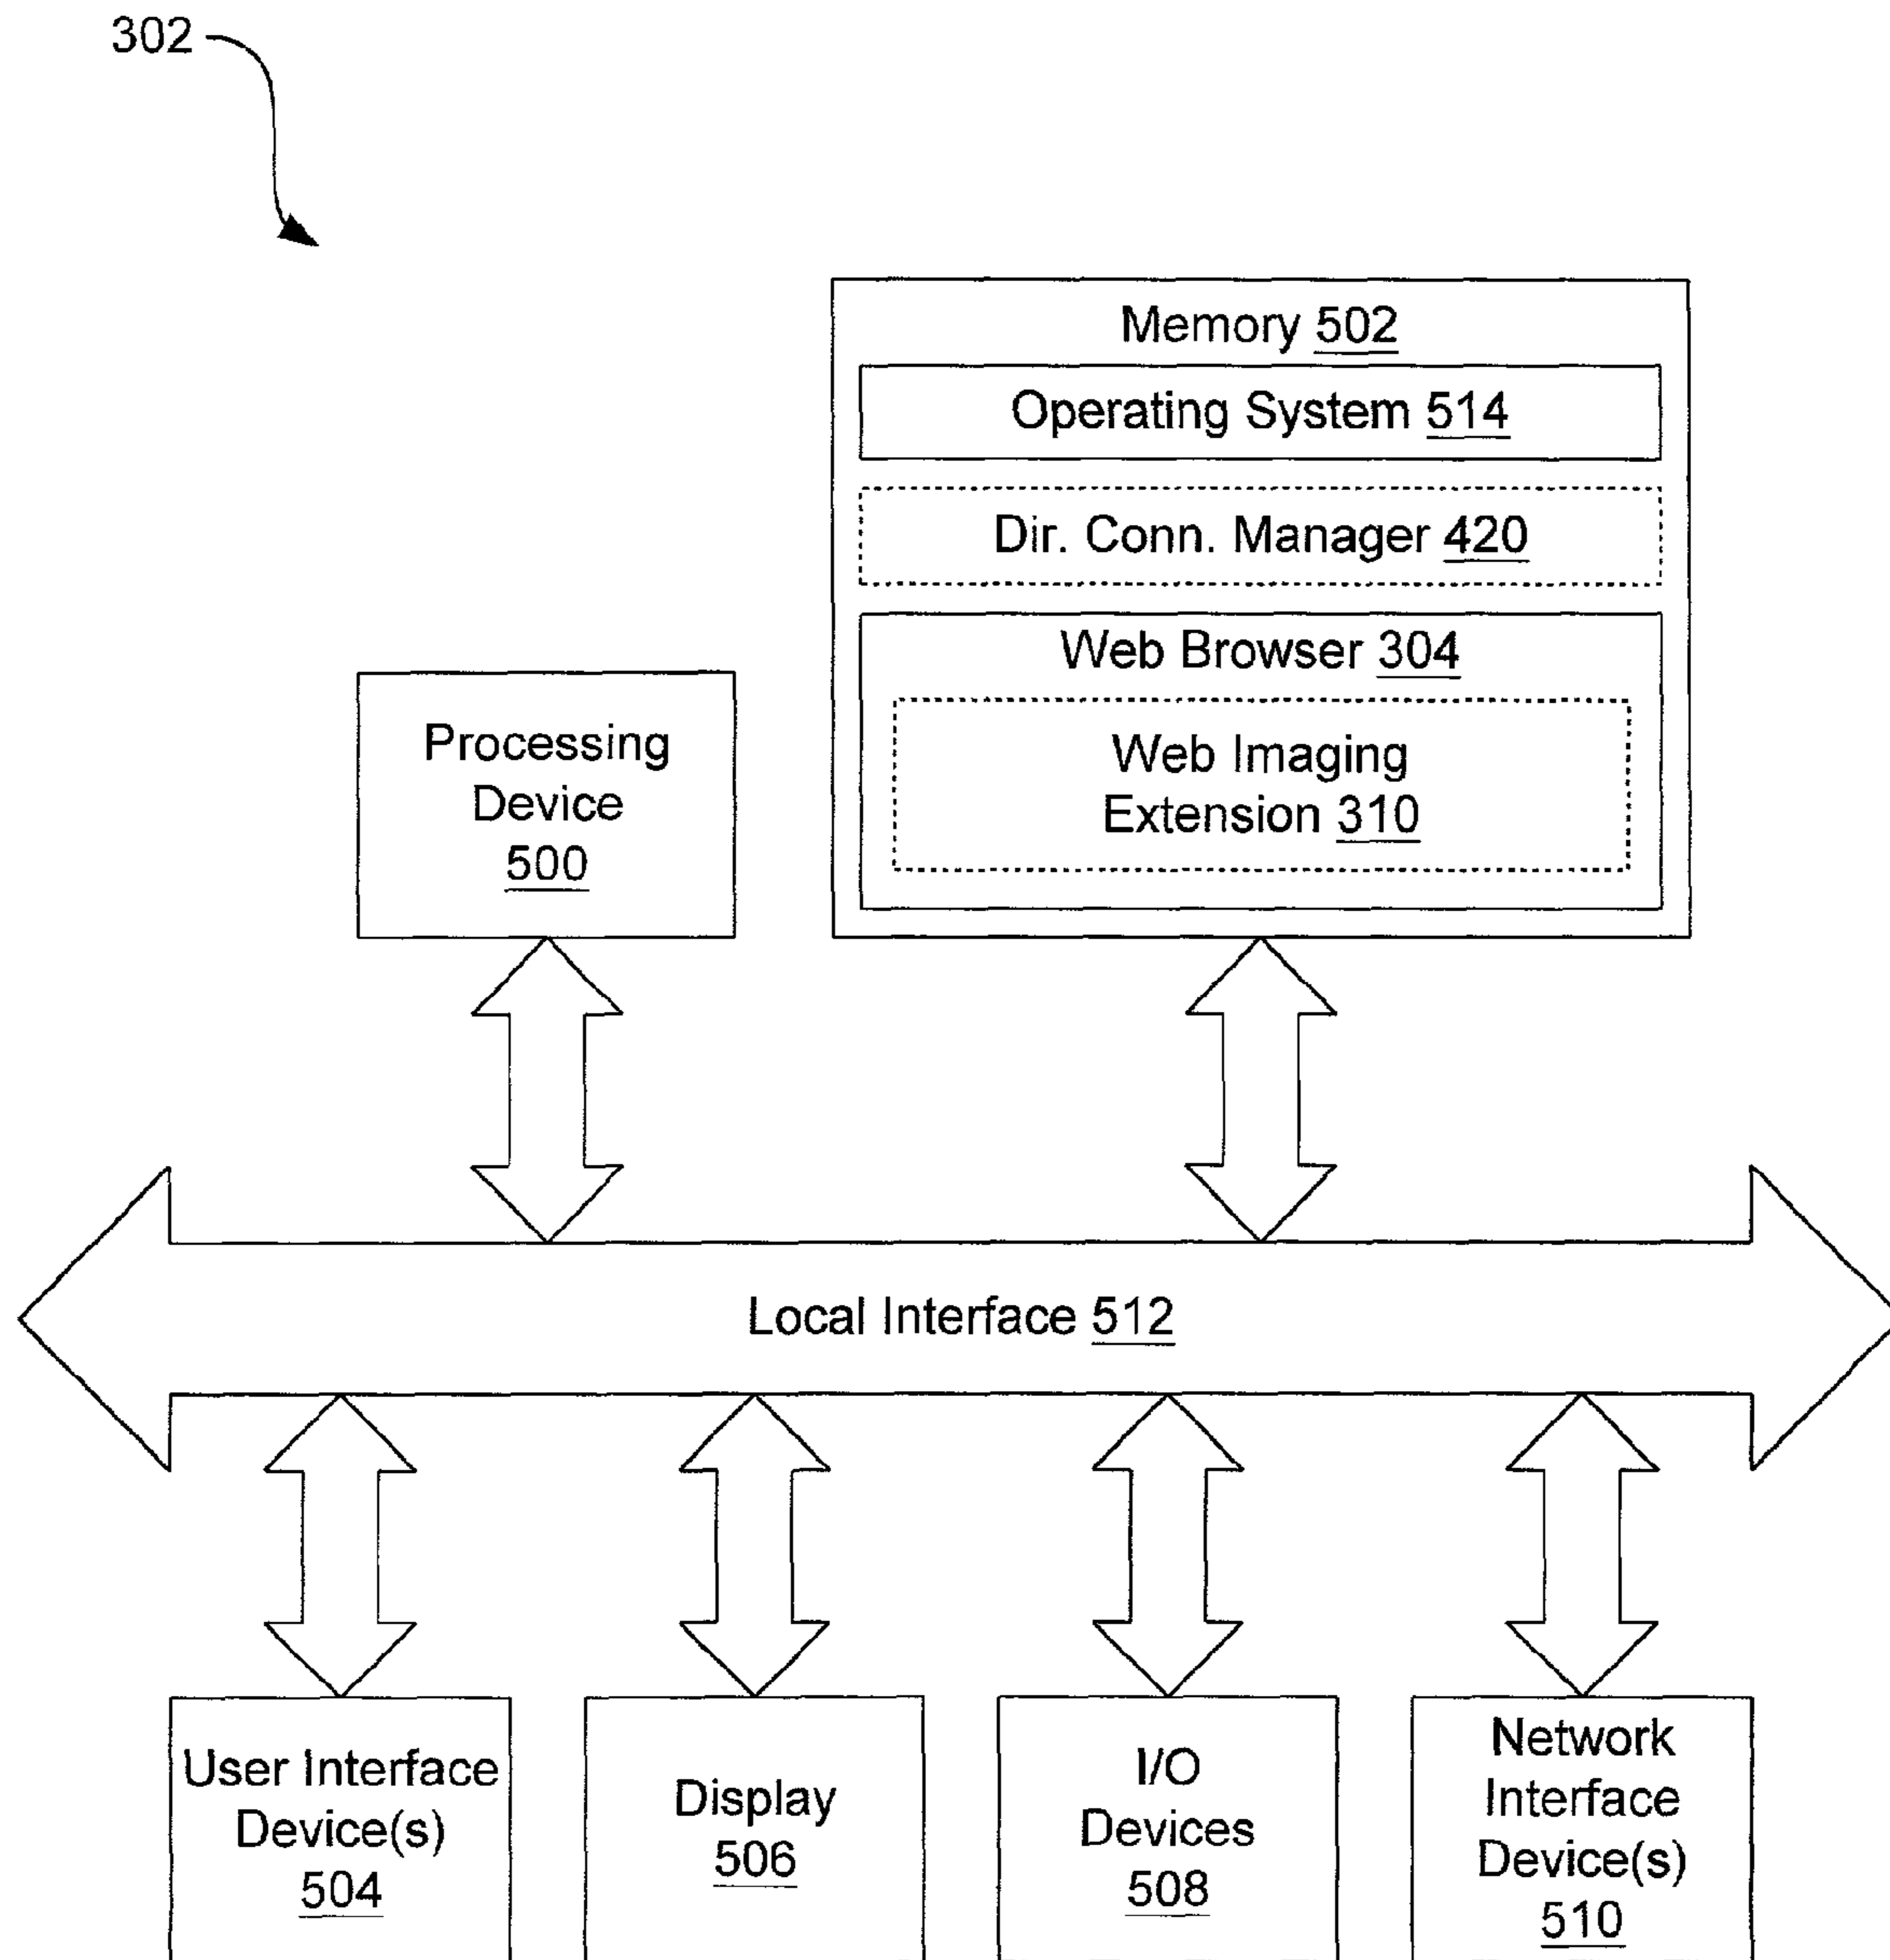 302
Memory 502
Operating System 514
Dir. Conn. Manager 420
Web Browser 304
Web Imaging
Extension 310
Processing
Device
500
Local Interface 512
User Interface
Device(s)
504
Display
506
I/O
Devices
508
Network
Interface
Device(s)
510